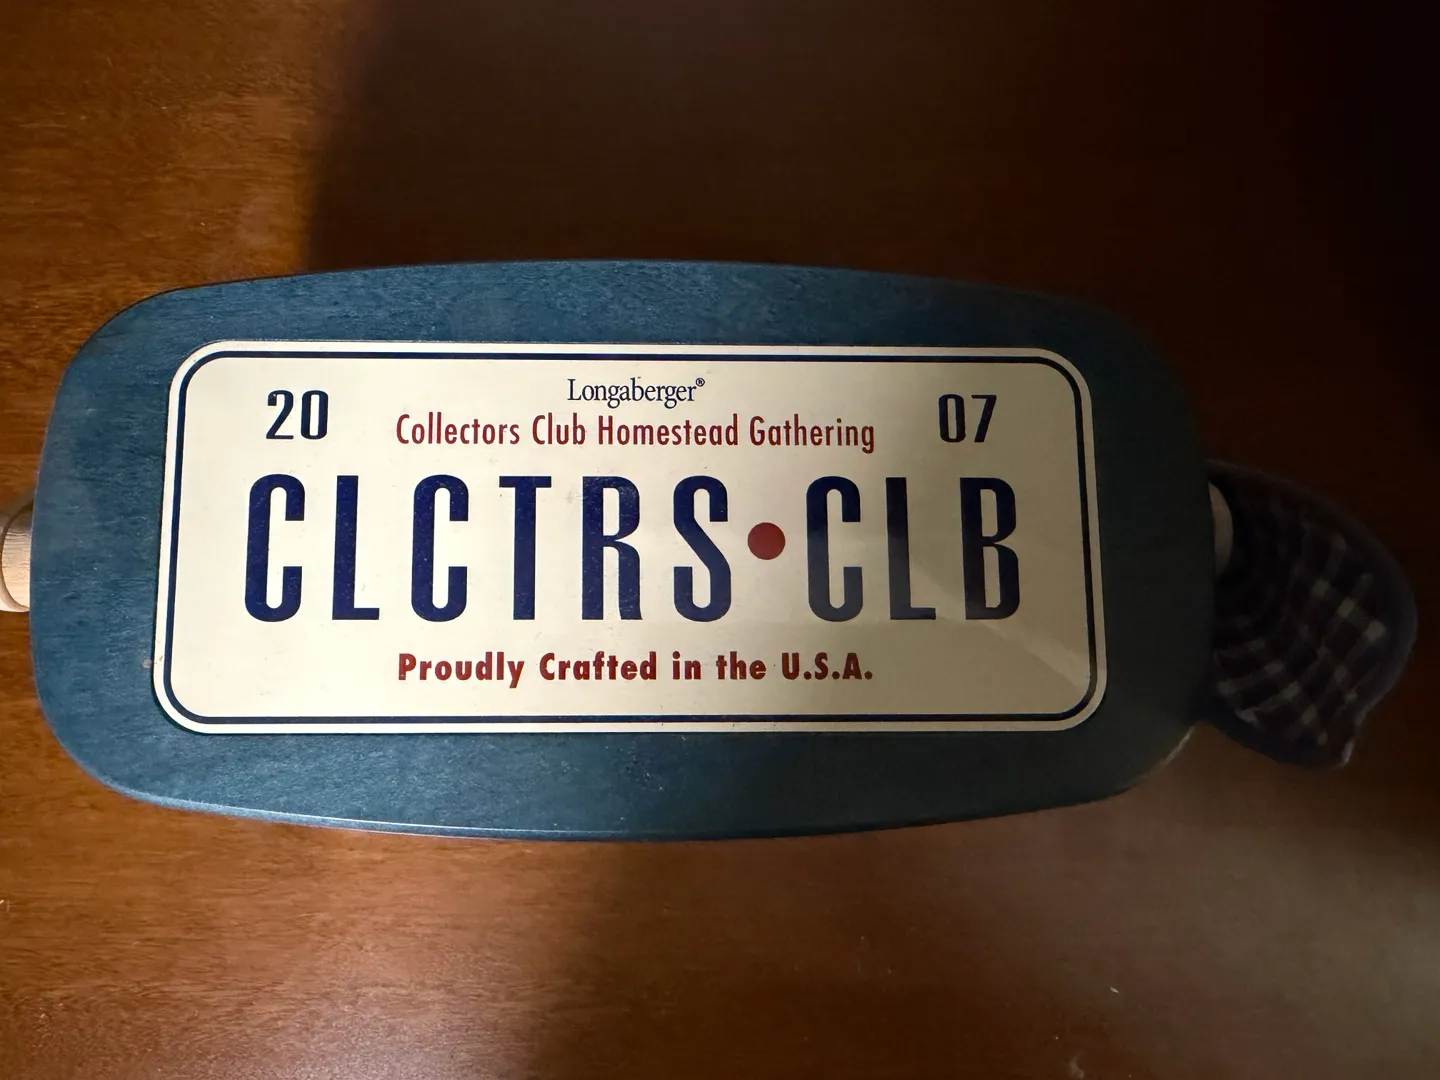 Longaberger®
20 Collectors Club Homestead Gathering 07
CLCTRS•CLB
Proudly Crafted in the U.S.A.